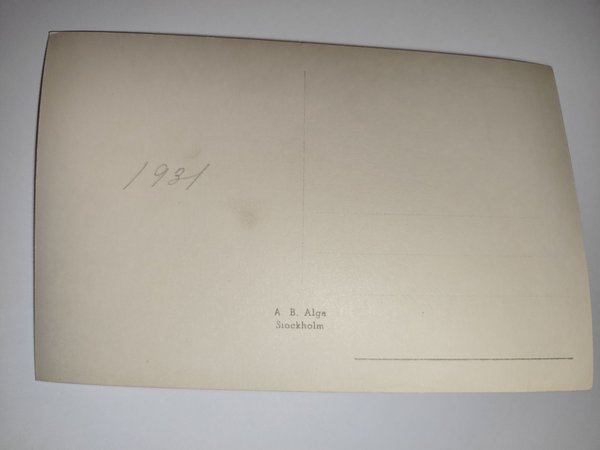 1931
A. B. Alga
Stockholm